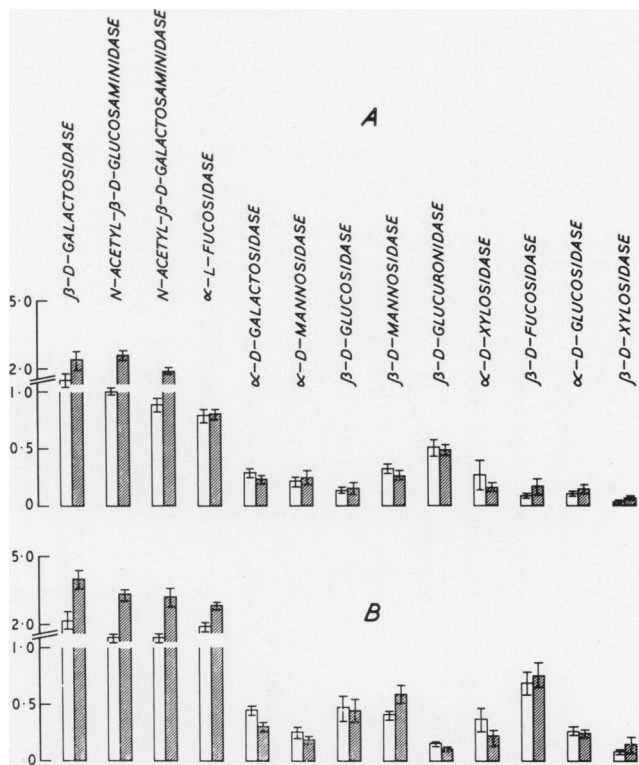 A
β-D-GALACTOSIDASE
N-ACETYL-β-D-GLUCOSAMINIDASE
N-ACETYL-β-D-GALACTOSAMINIDASE
α-L-FUCOSIDASE
α-D-GALACTOSIDASE
α-D-MANNOSIDASE
β-D-GLUCOSIDASE
β-D-MANNOSIDASE
β-D-GLUCURONIDASE
α-D-XYLOSIDASE
β-D-FUCOSIDASE
α-D-GLUCOSIDASE
β-D-XYLOSIDASE
5·0
2·0
1·0
0·5
0
B
5·0
2·0
1·0
0·5
0